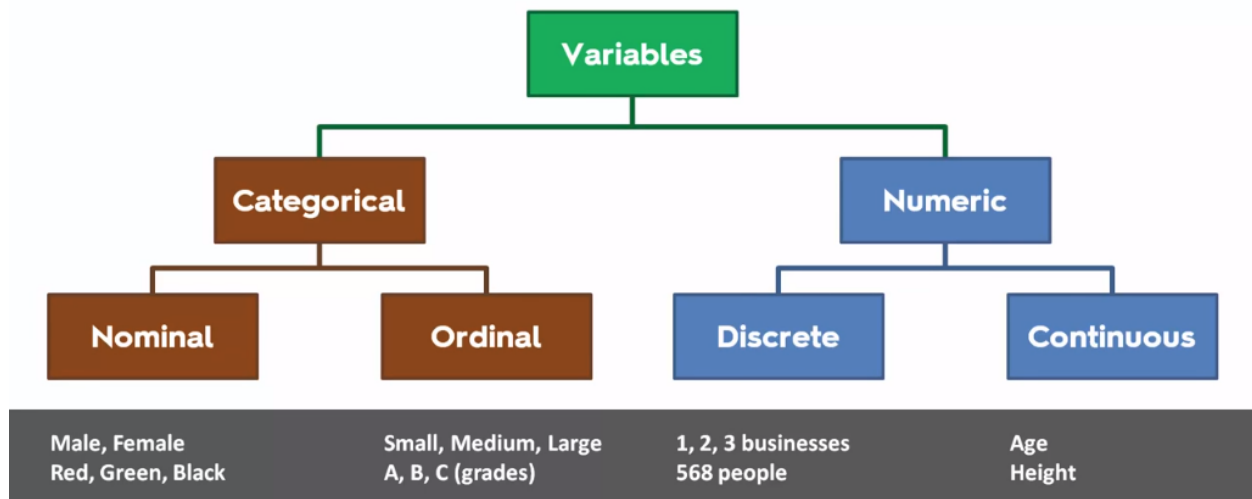 Variables
Categorical
Numeric
Nominal
Ordinal
Discrete
Continuous
Male, Female
Red, Green, Black
Small, Medium, Large
A, B, C (grades)
1, 2, 3 businesses
568 people
Age
Height